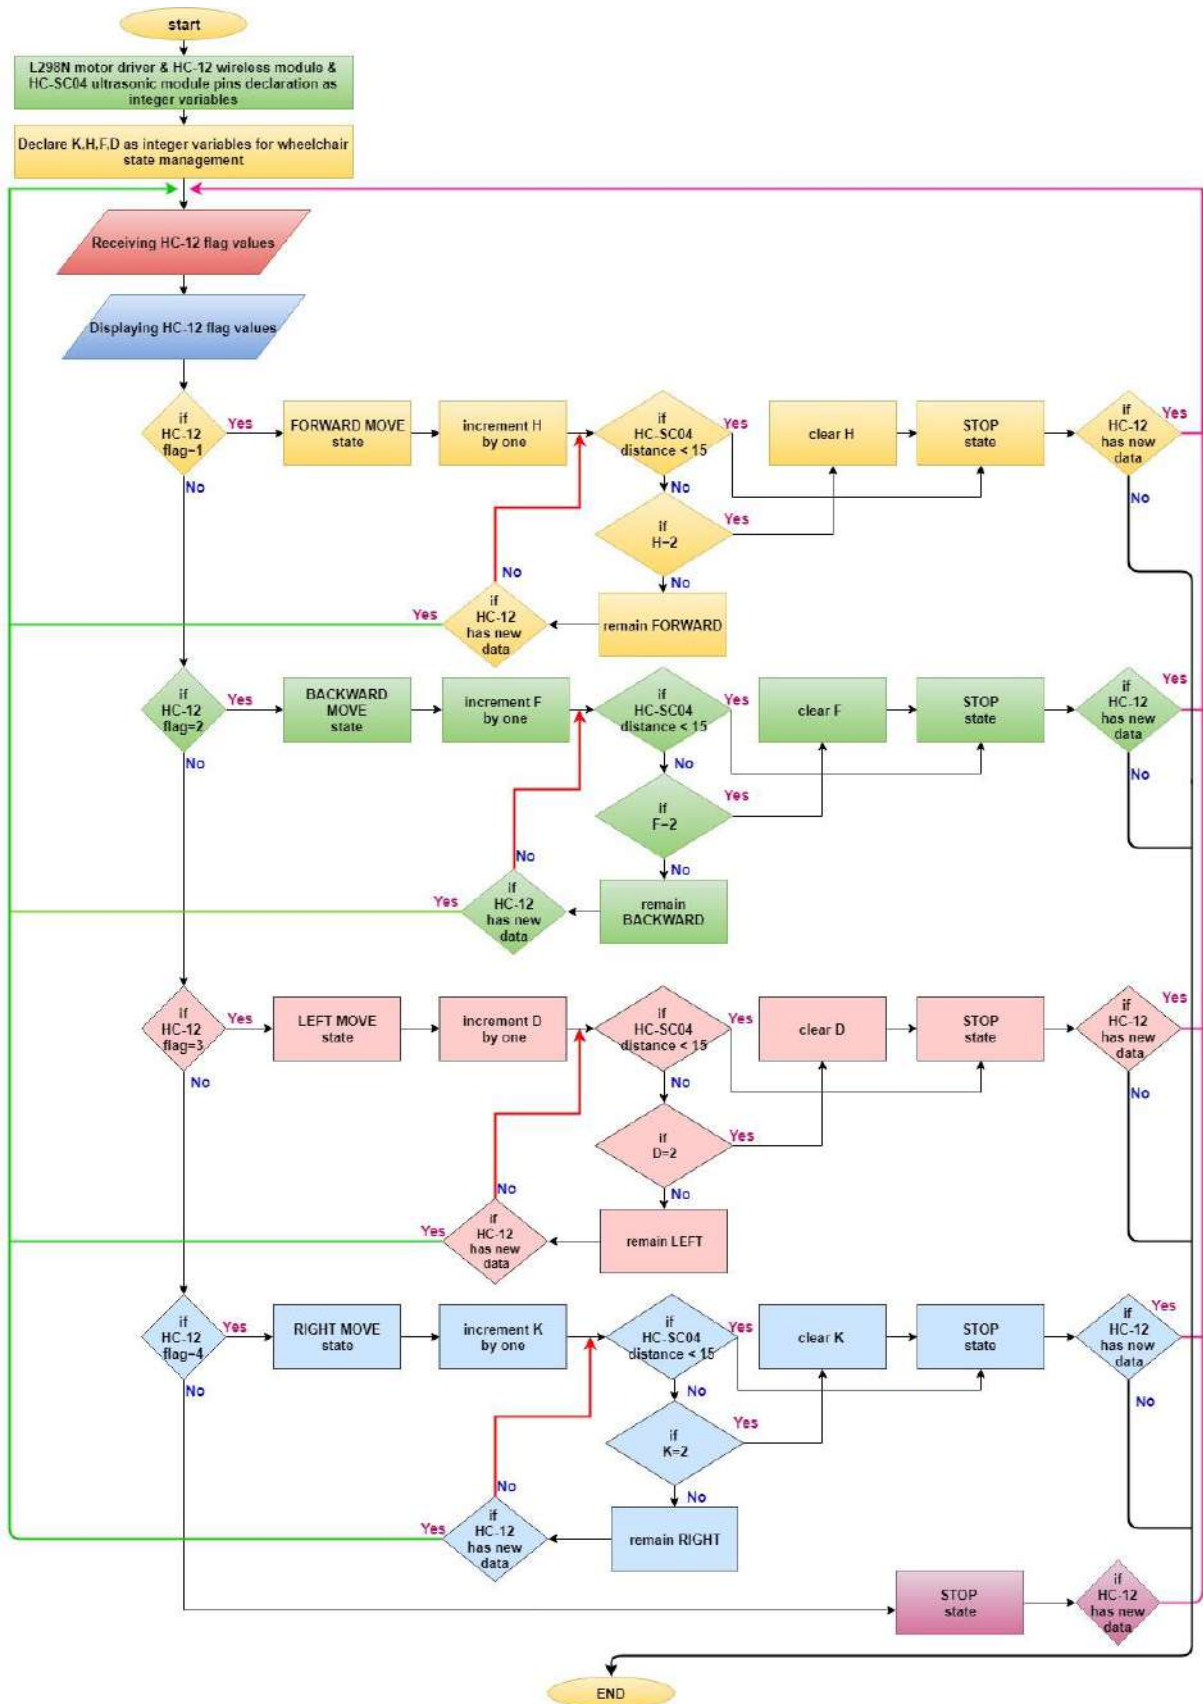 start
L298N motor driver & HC-12 wireless module &
HC-SC04 ultrasonic module pins declaration as
integer variables
Declare K,H,F,D as integer variables for wheelchair
state management
Receiving HC-12 flag values
Displaying HC-12 flag values
if
HC-12
flag=1
Yes
No
FORWARD MOVE
state
increment H
by one
if
HC-SC04
distance < 15
Yes
No
clear H
STOP
state
if
HC-12
has new
data
Yes
No
if
H=2
Yes
No
remain FORWARD
if
HC-12
has new
data
Yes
No
if
HC-12
flag=2
Yes
No
BACKWARD
MOVE
state
increment F
by one
if
HC-SC04
distance < 15
Yes
No
clear F
STOP
state
if
HC-12
has new
data
Yes
No
if
F=2
Yes
No
remain
BACKWARD
if
HC-12
has new
data
Yes
No
if
HC-12
flag=3
Yes
No
LEFT MOVE
state
increment D
by one
if
HC-SC04
distance < 15
Yes
No
clear D
STOP
state
if
HC-12
has new
data
Yes
No
if
D=2
Yes
No
remain LEFT
if
HC-12
has new
data
Yes
No
if
HC-12
flag=4
Yes
No
RIGHT MOVE
state
increment K
by one
if
HC-SC04
distance < 15
Yes
No
clear K
STOP
state
if
HC-12
has new
data
Yes
No
if
K=2
Yes
No
remain RIGHT
if
HC-12
has new
data
Yes
No
STOP
state
if
HC-12
has new
data
END